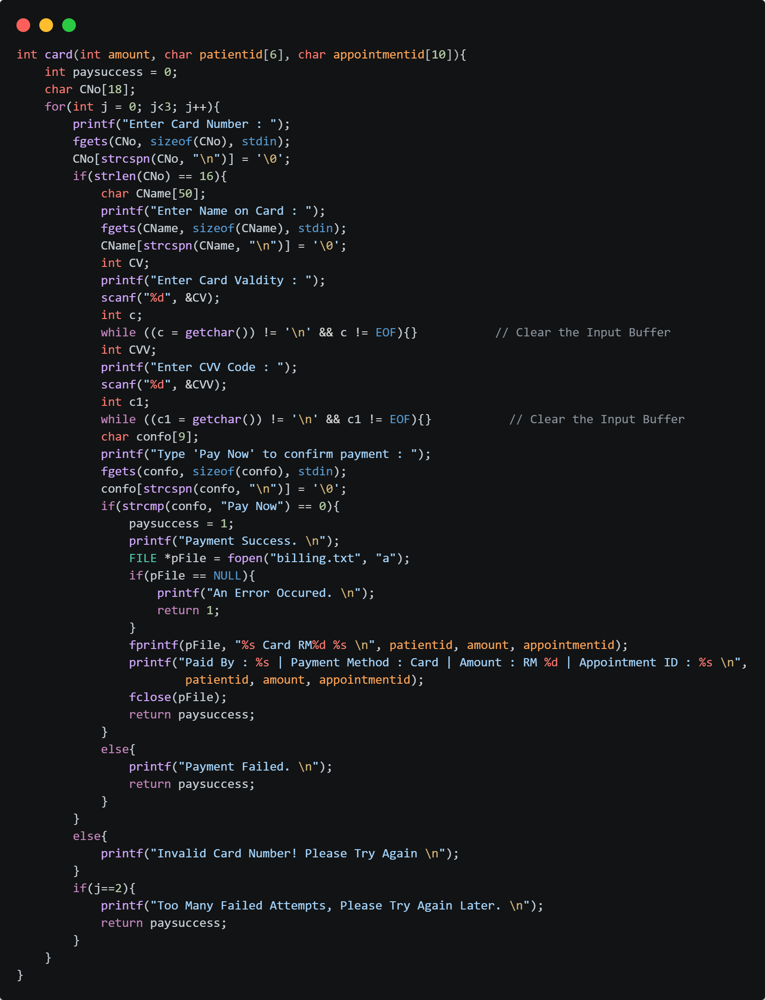 int card(int amount, char patientid[6], char appointmentid[10]){
    int paysuccess = 0;
    char CNo[18];
    for(int j = 0; j<3; j++){
        printf("Enter Card Number : ");
        fgets(CNo, sizeof(CNo), stdin);
        CNo[strcspn(CNo, "\n")] = '\0';
        if(strlen(CNo) == 16){
            char CName[50];
            printf("Enter Name on Card : ");
            fgets(CName, sizeof(CName), stdin);
            CName[strcspn(CName, "\n")] = '\0';
            int CV;
            printf("Enter Card Valdity : ");
            scanf("%d", &CV);
            int c;
            while ((c = getchar()) != '\n' && c != EOF){}           // Clear the Input Buffer
            int CVV;
            printf("Enter CVV Code : ");
            scanf("%d", &CVV);
            int c1;
            while ((c1 = getchar()) != '\n' && c1 != EOF){}           // Clear the Input Buffer
            char confo[9];
            printf("Type 'Pay Now' to confirm payment : ");
            fgets(confo, sizeof(confo), stdin);
            confo[strcspn(confo, "\n")] = '\0';
            if(strcmp(confo, "Pay Now") == 0){
                paysuccess = 1;
                printf("Payment Success. \n");
                FILE *pFile = fopen("billing.txt", "a");
                if(pFile == NULL){
                    printf("An Error Occured. \n");
                    return 1;
                }
                fprintf(pFile, "%s Card RM%d %s \n", patientid, amount, appointmentid);
                printf("Paid By : %s | Payment Method : Card | Amount : RM %d | Appointment ID : %s \n",
                        patientid, amount, appointmentid);
                fclose(pFile);
                return paysuccess;
            }
            else{
                printf("Payment Failed. \n");
                return paysuccess;
            }
        }
        else{
            printf("Invalid Card Number! Please Try Again \n");
        }
        if(j==2){
            printf("Too Many Failed Attempts, Please Try Again Later. \n");
            return paysuccess;
        }
    }
}